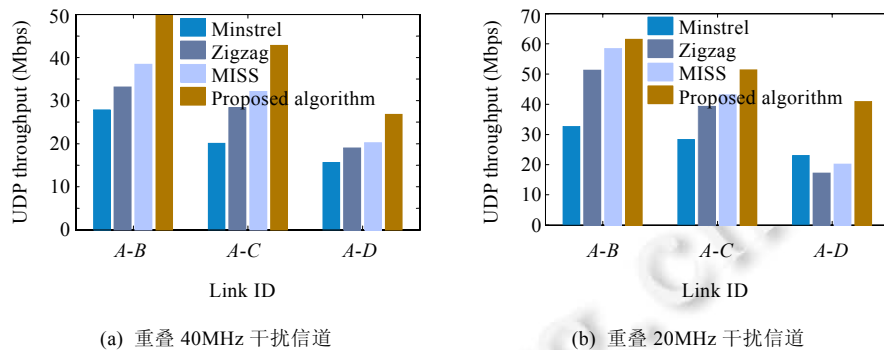 50
40
30
20
10
0
UDP throughput (Mbps)
Minstrel
Zigzag
MISS
Proposed algorithm
A-B
A-C
A-D
Link ID
(a) 重叠 40MHz 干扰信道
70
60
50
40
30
20
10
0
UDP throughput (Mbps)
Minstrel
Zigzag
MISS
Proposed algorithm
A-B
A-C
A-D
Link ID
(b) 重叠 20MHz 干扰信道